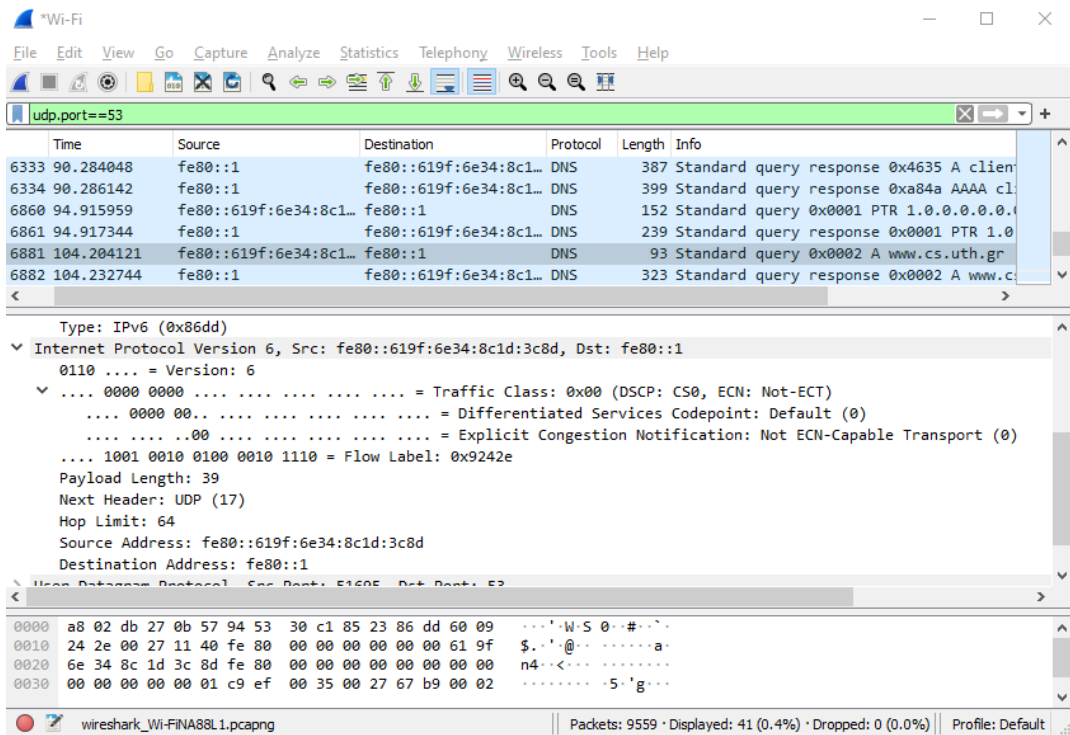 *Wi-Fi
File Edit View Go Capture Analyze Statistics Telephony Wireless Tools Help
udp.port==53
Time Source Destination Protocol Length Info
6333 90.284048 fe80::1 fe80::619f:6e34:8c1… DNS 387 Standard query response 0x4635 A clien
6334 90.286142 fe80::1 fe80::619f:6e34:8c1… DNS 399 Standard query response 0xa84a AAAA cl
6860 94.915959 fe80::619f:6e34:8c1… fe80::1 DNS 152 Standard query 0x0001 PTR 1.0.0.0.0.0.
6861 94.917344 fe80::1 fe80::619f:6e34:8c1… DNS 239 Standard query response 0x0001 PTR 1.0
6881 104.204121 fe80::619f:6e34:8c1… fe80::1 DNS 93 Standard query 0x0002 A www.cs.uth.gr
6882 104.232744 fe80::1 fe80::619f:6e34:8c1… DNS 323 Standard query response 0x0002 A www.c
Type: IPv6 (0x86dd)
Internet Protocol Version 6, Src: fe80::619f:6e34:8c1d:3c8d, Dst: fe80::1
0110 .... = Version: 6
.... 0000 0000 .... .... .... .... .... = Traffic Class: 0x00 (DSCP: CS0, ECN: Not-ECT)
.... 0000 00.. .... .... .... .... .... = Differentiated Services Codepoint: Default (0)
.... .... ..00 .... .... .... .... .... = Explicit Congestion Notification: Not ECN-Capable Transport (0)
.... 1001 0010 0100 0010 1110 = Flow Label: 0x9242e
Payload Length: 39
Next Header: UDP (17)
Hop Limit: 64
Source Address: fe80::619f:6e34:8c1d:3c8d
Destination Address: fe80::1
User Datagram Protocol, Src Port: 51695, Dst Port: 53
0000 a8 02 db 27 0b 57 94 53 30 c1 85 23 86 dd 60 09 ···'·W·S 0··#··`·
0010 24 2e 00 27 11 40 fe 80 00 00 00 00 00 00 61 9f $.·'·@·· ······a·
0020 6e 34 8c 1d 3c 8d fe 80 00 00 00 00 00 00 00 00 n4··<··· ········
0030 00 00 00 00 00 01 c9 ef 00 35 00 27 67 b9 00 02 ········ ·5·'g···
wireshark_Wi-FiNA88L1.pcapng Packets: 9559 · Displayed: 41 (0.4%) · Dropped: 0 (0.0%) Profile: Default